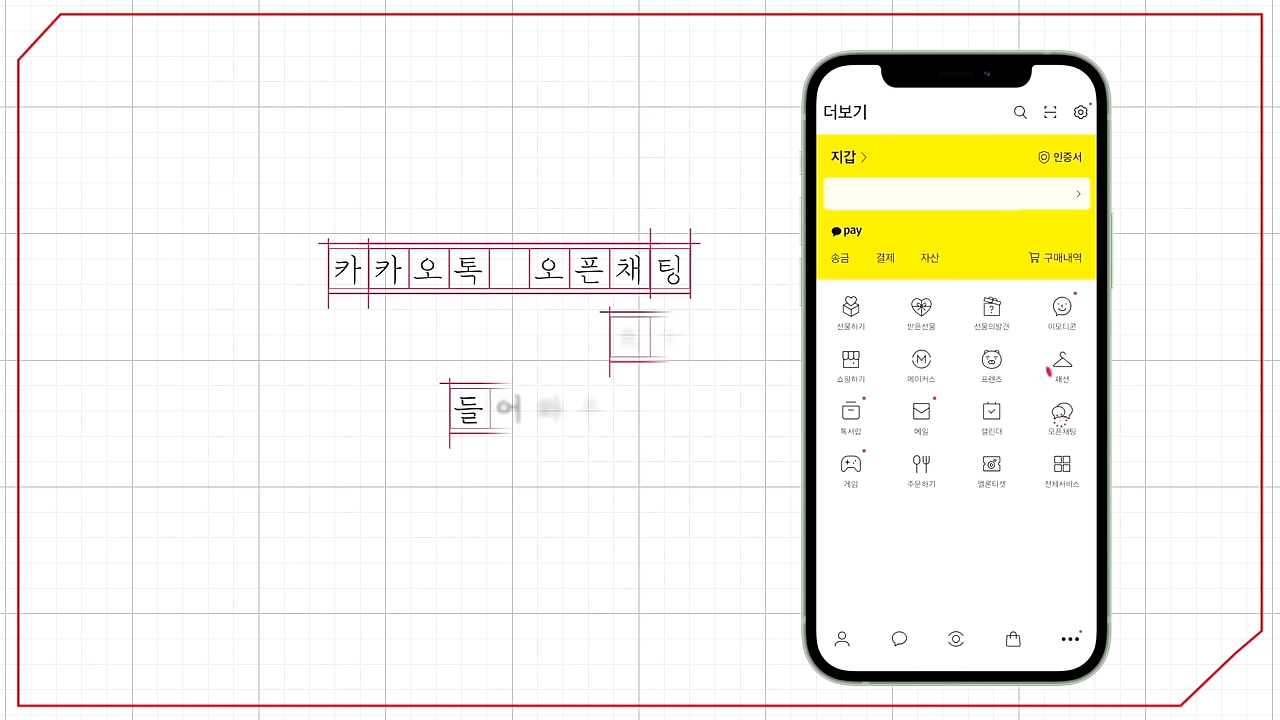 카카오톡 오픈채팅
들어
더보기
지갑 인증서
pay
송금 결제 자산 구매내역
선물하기 받은선물 선물의발견 이모티콘
쇼핑하기 메이커스 프렌즈 패션
톡서랍 메일 캘린더 오픈채팅
게임 주문하기 멜론티켓 전체서비스